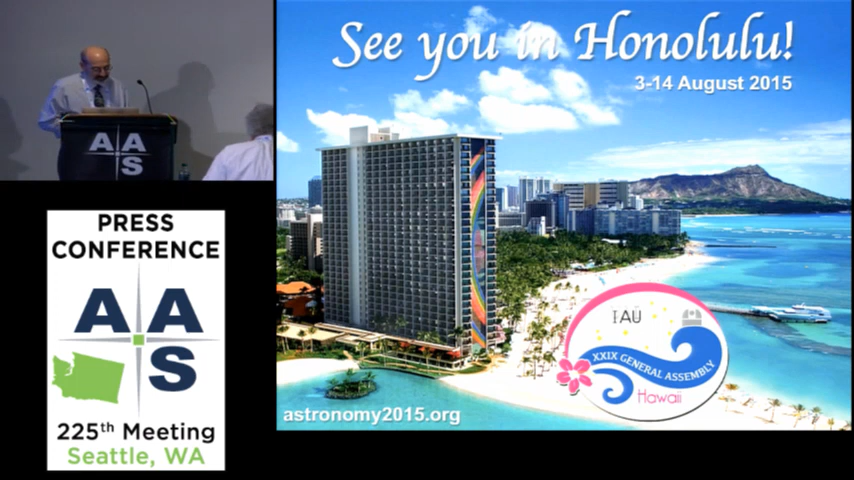 See you in Honolulu!
3-14 August 2015
AAS
PRESS
CONFERENCE
AAS
225th Meeting
Seattle, WA
IAU
XXIX GENERAL ASSEMBLY
Hawaii
astronomy2015.org